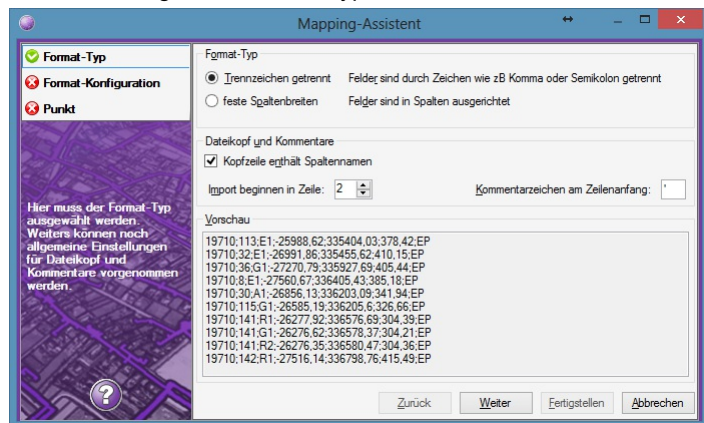 Mapping-Assistent
Format-Typ
Format-Konfiguration
Punkt
Hier muss der Format-Typ
ausgewählt werden.
Weiters können noch
allgemeine Einstellungen
für Dateikopf und
Kommentare vorgenommen
werden.
?
Format-Typ
Trennzeichen getrennt Felder sind durch Zeichen wie zB Komma oder Semikolon getrennt
feste Spaltenbreiten Felder sind in Spalten ausgerichtet
Dateikopf und Kommentare
Kopfzeile enthält Spaltennamen
Import beginnen in Zeile: 2 Kommentarzeichen am Zeilenanfang: '
Vorschau
19710;113;E1;-25988,62;335404,03;378,42;EP
19710;32;E1;-26991,86;335455,62;410,15;EP
19710;36;G1;-27270,79;335927,69;405,44;EP
19710;8;E1;-27560,67;336405,43;385,18;EP
19710;30;A1;-26856,13;336203,09;341,94;EP
19710;115;G1;-26585,19;336205,6;326,66;EP
19710;141;R1;-26277,92;336576,69;304,39;EP
19710;141;G1;-26276,62;336578,37;304,21;EP
19710;141;R2;-26276,35;336580,47;304,36;EP
19710;142;R1;-27516,14;336798,76;415,49;EP
Zurück Weiter Fertigstellen Abbrechen